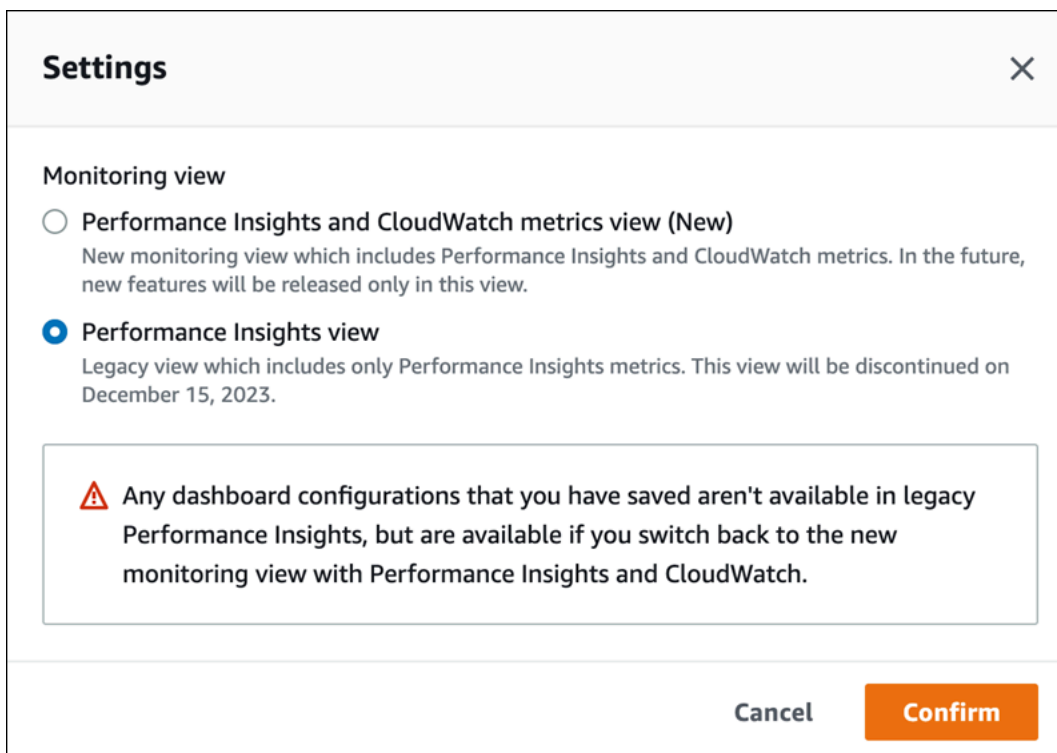 Settings
Monitoring view
Performance Insights and CloudWatch metrics view (New)
New monitoring view which includes Performance Insights and CloudWatch metrics. In the future,
new features will be released only in this view.
Performance Insights view
Legacy view which includes only Performance Insights metrics. This view will be discontinued on
December 15, 2023.
Any dashboard configurations that you have saved aren't available in legacy
Performance Insights, but are available if you switch back to the new
monitoring view with Performance Insights and CloudWatch.
Cancel
Confirm